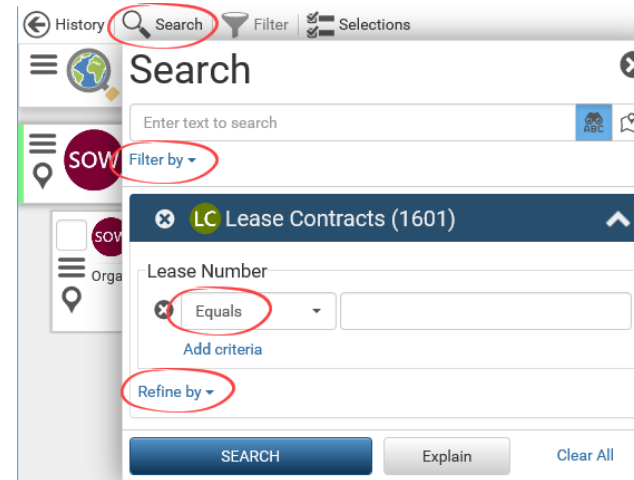 History Search Filter Selections
Search
Enter text to search
ABC
Filter by
SOW
LC Lease Contracts (1601)
SOW
Orga
Lease Number
Equals
Add criteria
Refine by
SEARCH Explain Clear All